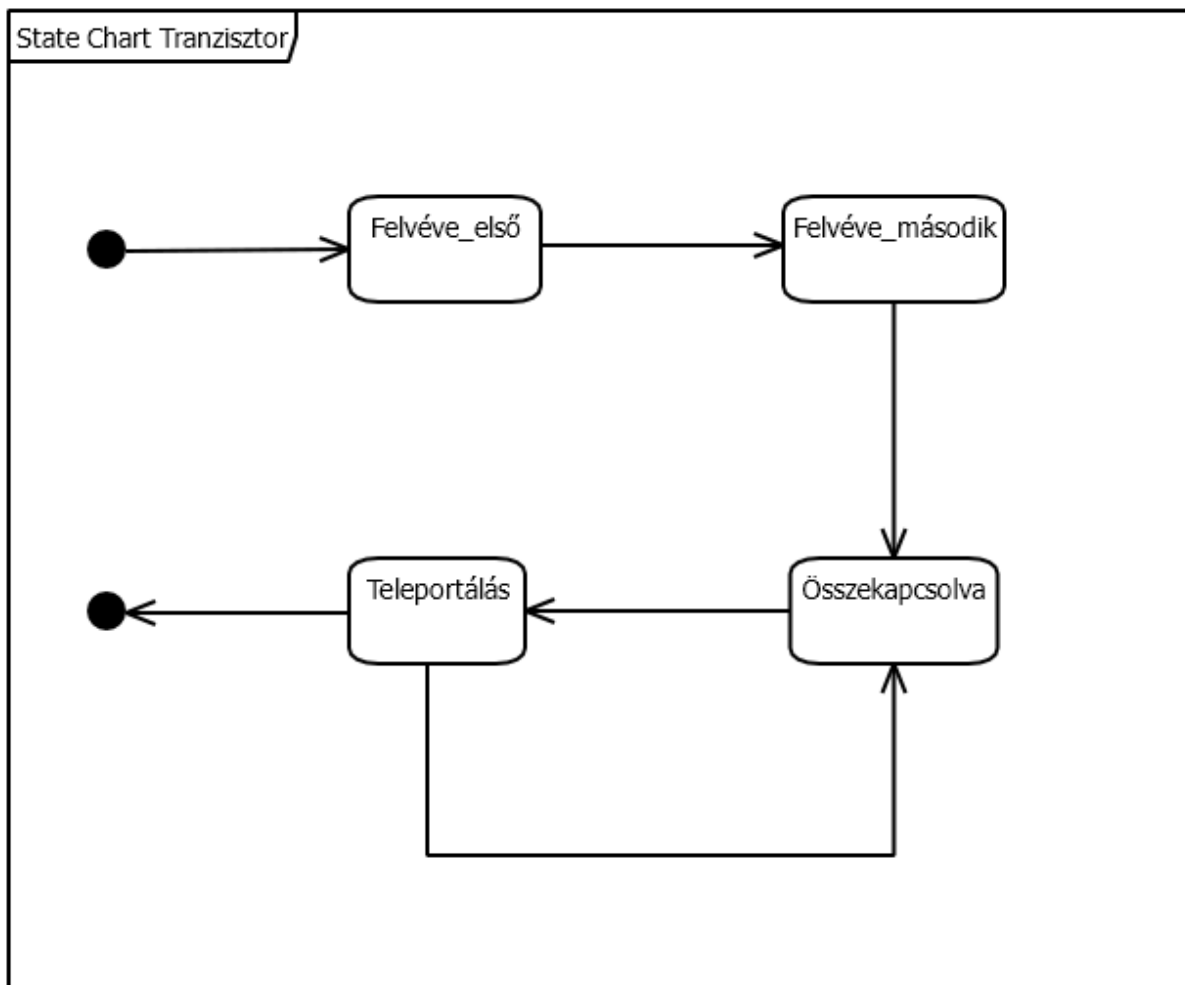 State Chart Tranzisztor
Felvéve_első
Felvéve_második
Teleportálás
Összekapcsolva